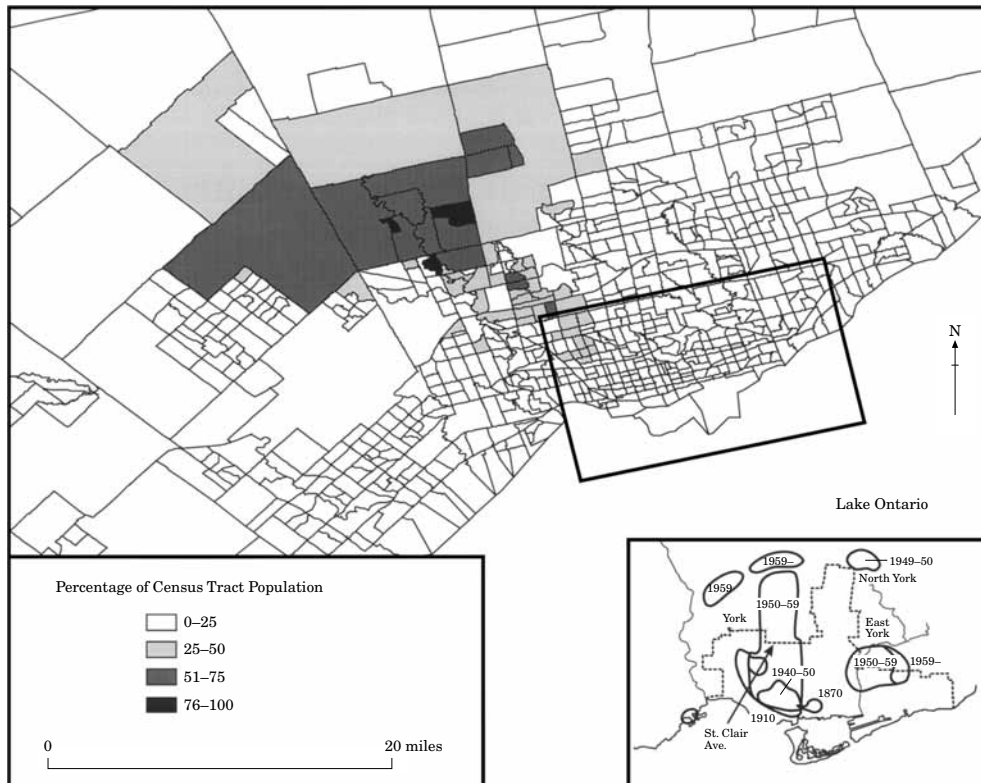 N
Lake Ontario
Percentage of Census Tract Population
0–25
25–50
51–75
76–100
0
20 miles
1959–
1949–50
North York
1959
1950–59
York
East
York
1950–59
1959–
1940–50
1870
1910
St. Clair
Ave.